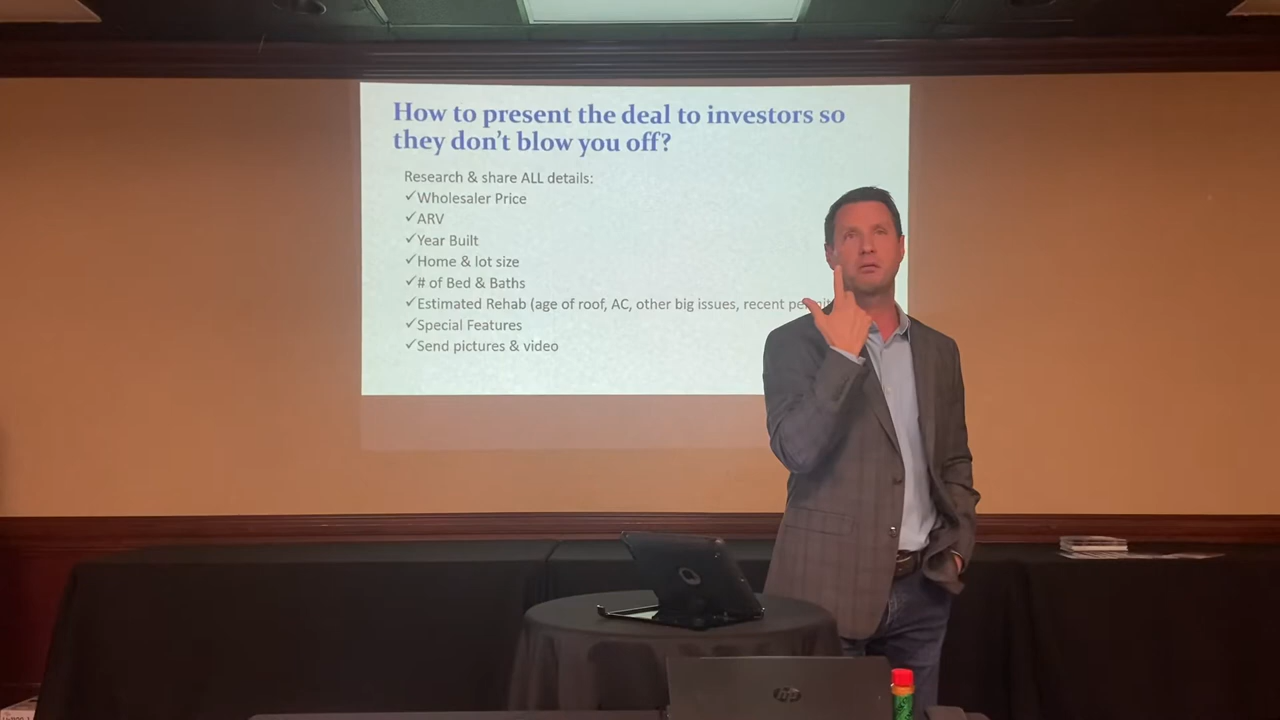 How to present the deal to investors so
they don't blow you off?
Research & share ALL details:
✓Wholesaler Price
✓ARV
✓Year Built
✓Home & lot size
✓# of Bed & Baths
✓Estimated Rehab (age of roof, AC, other big issues, recent
✓Special Features
✓Send pictures & video
hp